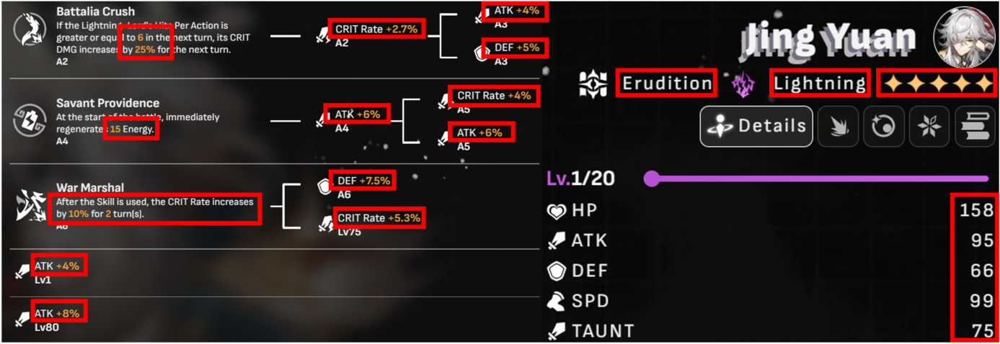 Battalia Crush
If the Lightning-Lord's Hits Per Action is
greater or equal to 6 in the next turn, its CRIT
DMG increases by 25% for the next turn.
A2
CRIT Rate +2.7%
A2
ATK +4%
A3
DEF +5%
A3
Savant Providence
At the start of the battle, immediately
regenerates 15 Energy.
A4
ATK +6%
A4
CRIT Rate +4%
A5
ATK +6%
A5
War Marshal
After the Skill is used, the CRIT Rate increases
by 10% for 2 turn(s).
A6
DEF +7.5%
A6
CRIT Rate +5.3%
Lv75
ATK +4%
Lv1
ATK +8%
Lv80
Jing Yuan
Erudition Lightning
Details
Lv.1/20
HP 158
ATK 95
DEF 66
SPD 99
TAUNT 75